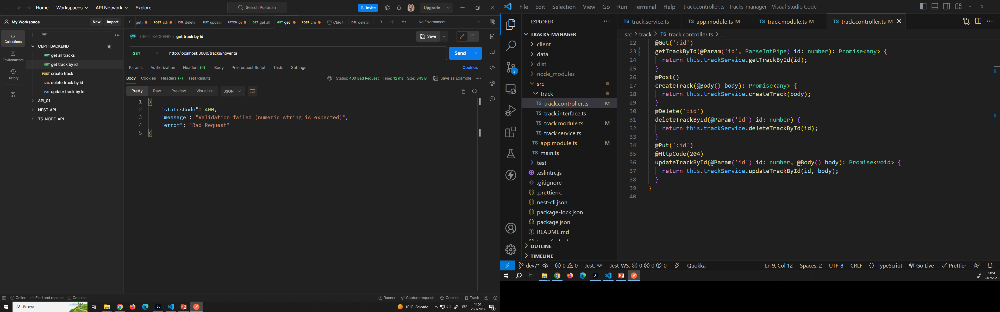 Home Workspaces API Network Explore
Search Postman
Invite
Upgrade
My Workspace
New Import
get
POST ade
DEL delete
PUT update
PATCH pa
GET get all
GET get
POST cre
CEPIT
DEL delete
No Environment
Collections
Environments
History
CEPIT BACKEND
GET get all tracks
GET get track by id
POST create track
DEL delete track by id
PUT update track by id
API_01
NEST-API
TS-NODE-API
HTTP CEPIT BACKEND / get track by id
Save
GET http://localhost:3000/tracks/noventa
Send
Params Authorization Headers (6) Body Pre-request Script Tests Settings
Cookies
Body Cookies Headers (7) Test Results
Status: 400 Bad Request Time: 12 ms Size: 343 B
Save as Example
Pretty Raw Preview Visualize JSON
1 {
2 "statusCode": 400,
3 "message": "Validation failed (numeric string is expected)",
4 "error": "Bad Request"
5 }
Online Find and replace Console
Runner Capture requests Cookies Trash
Buscar
10°C Soleado
ESP
14:54
23/7/2023
1
File Edit Selection View Go Run Terminal Help
track.controller.ts - tracks-manager - Visual Studio Code
EXPLORER
TRACKS-MANAGER
client
data
dist
node_modules
src
track
TS track.controller.ts M
TS track.interface.ts
TS track.module.ts M
TS track.service.ts
TS app.module.ts M
TS main.ts
test
.eslintrc.js
.gitignore
{} .prettierrc
{} nest-cli.json
{} package-lock.json
{} package.json
README.md
OUTLINE
TIMELINE
3
TS track.service.ts
TS app.module.ts M
TS track.module.ts M
TS track.controller.ts M
src > track > TS track.controller.ts > ...
22 @Get(':id')
23 getTrackById(@Param('id', ParseIntPipe) id: number): Promise<any> {
24 return this.trackService.getTrackById(id);
25 }
26 @Post()
27 createTrack(@Body() body): Promise<any> {
28 return this.trackService.createTrack(body);
29 }
30 @Delete(':id')
31 deleteTrackById(@Param('id') id: number) {
32 return this.trackService.deleteTrackById(id);
33 }
34 @Put(':id')
35 @HttpCode(204)
36 updateTrackById(@Param('id') id: number, @Body() body): Promise<void> {
37 return this.trackService.updateTrackById(id, body);
38 }
39 }
40
dev7* 0 0 Jest: Jest-WS: 0 0 0 Quokka
Ln 9, Col 12 Spaces: 2 UTF-8 CRLF {} TypeScript Go Live Prettier
14:54
23/7/2023